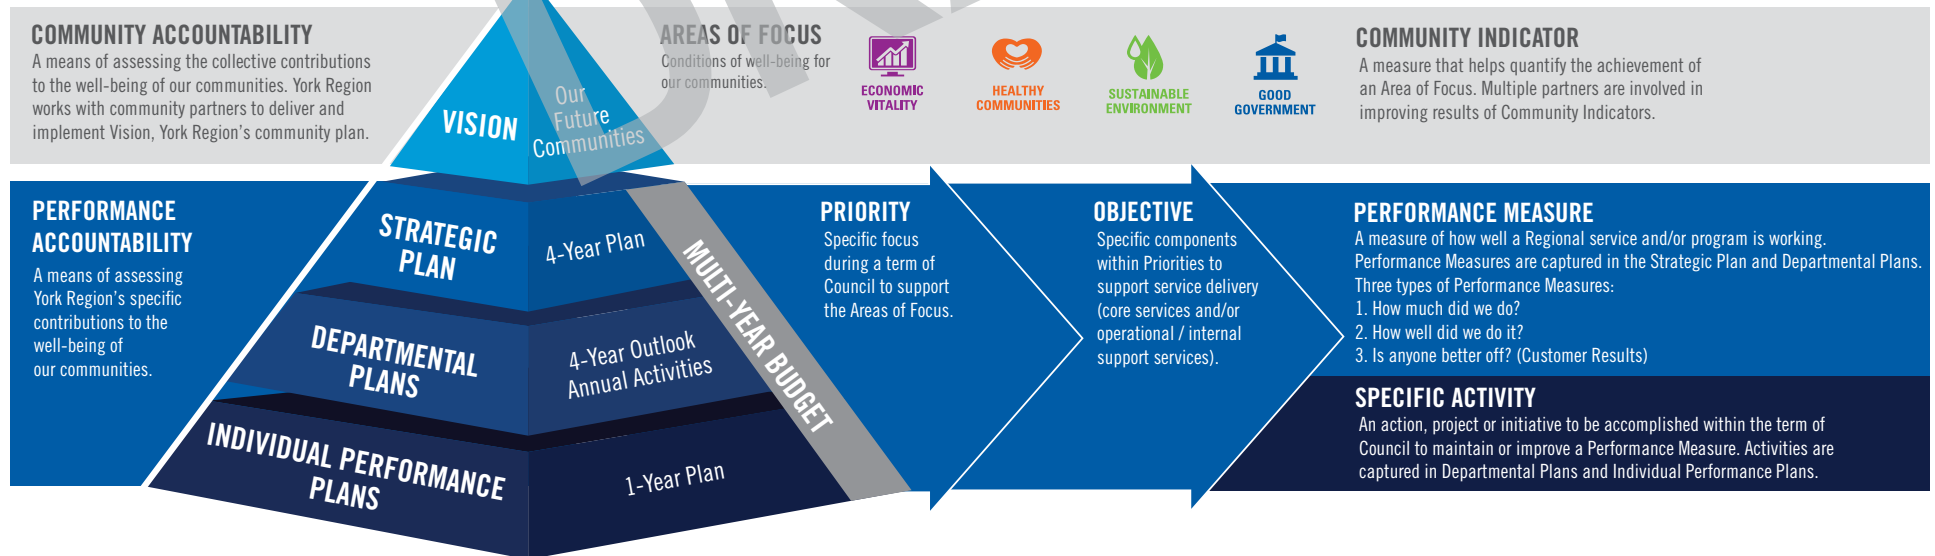 COMMUNITY ACCOUNTABILITY
A means of assessing the collective contributions
to the well-being of our communities. York Region
works with community partners to deliver and
implement Vision, York Region's community plan.
VISION
Our
Future
Communities
AREAS OF FOCUS
Conditions of well-being for
our communities.
ECONOMIC
VITALITY
HEALTHY
COMMUNITIES
SUSTAINABLE
ENVIRONMENT
GOOD
GOVERNMENT
COMMUNITY INDICATOR
A measure that helps quantify the achievement of
an Area of Focus. Multiple partners are involved in
improving results of Community Indicators.
PERFORMANCE
ACCOUNTABILITY
A means of assessing
York Region's specific
contributions to the
well-being of
our communities.
STRATEGIC
PLAN
4-Year Plan
DEPARTMENTAL
PLANS
4-Year Outlook
Annual Activities
INDIVIDUAL PERFORMANCE
PLANS
1-Year Plan
MULTI-YEAR BUDGET
PRIORITY
Specific focus
during a term of
Council to support
the Areas of Focus.
OBJECTIVE
Specific components
within Priorities to
support service delivery
(core services and/or
operational / internal
support services).
PERFORMANCE MEASURE
A measure of how well a Regional service and/or program is working.
Performance Measures are captured in the Strategic Plan and Departmental Plans.
Three types of Performance Measures:
1. How much did we do?
2. How well did we do it?
3. Is anyone better off? (Customer Results)
SPECIFIC ACTIVITY
An action, project or initiative to be accomplished within the term of
Council to maintain or improve a Performance Measure. Activities are
captured in Departmental Plans and Individual Performance Plans.